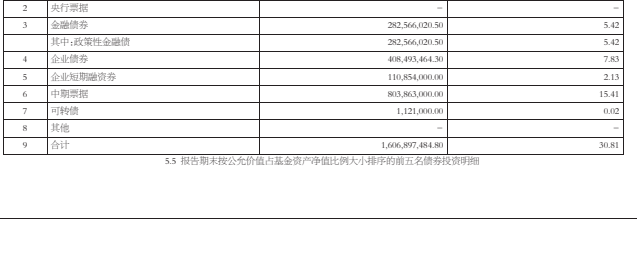 2 央行票据 – –
3 金融债券 282,566,020.50 5.42
其中:政策性金融债 282,566,020.50 5.42
4 企业债券 408,493,464.30 7.83
5 企业短期融资券 110,854,000.00 2.13
6 中期票据 803,863,000.00 15.41
7 可转债 1,121,000.00 0.02
8 其他 – –
9 合计 1,606,897,484.80 30.81
5.5 报告期末按公允价值占基金资产净值比例大小排序的前五名债券投资明细